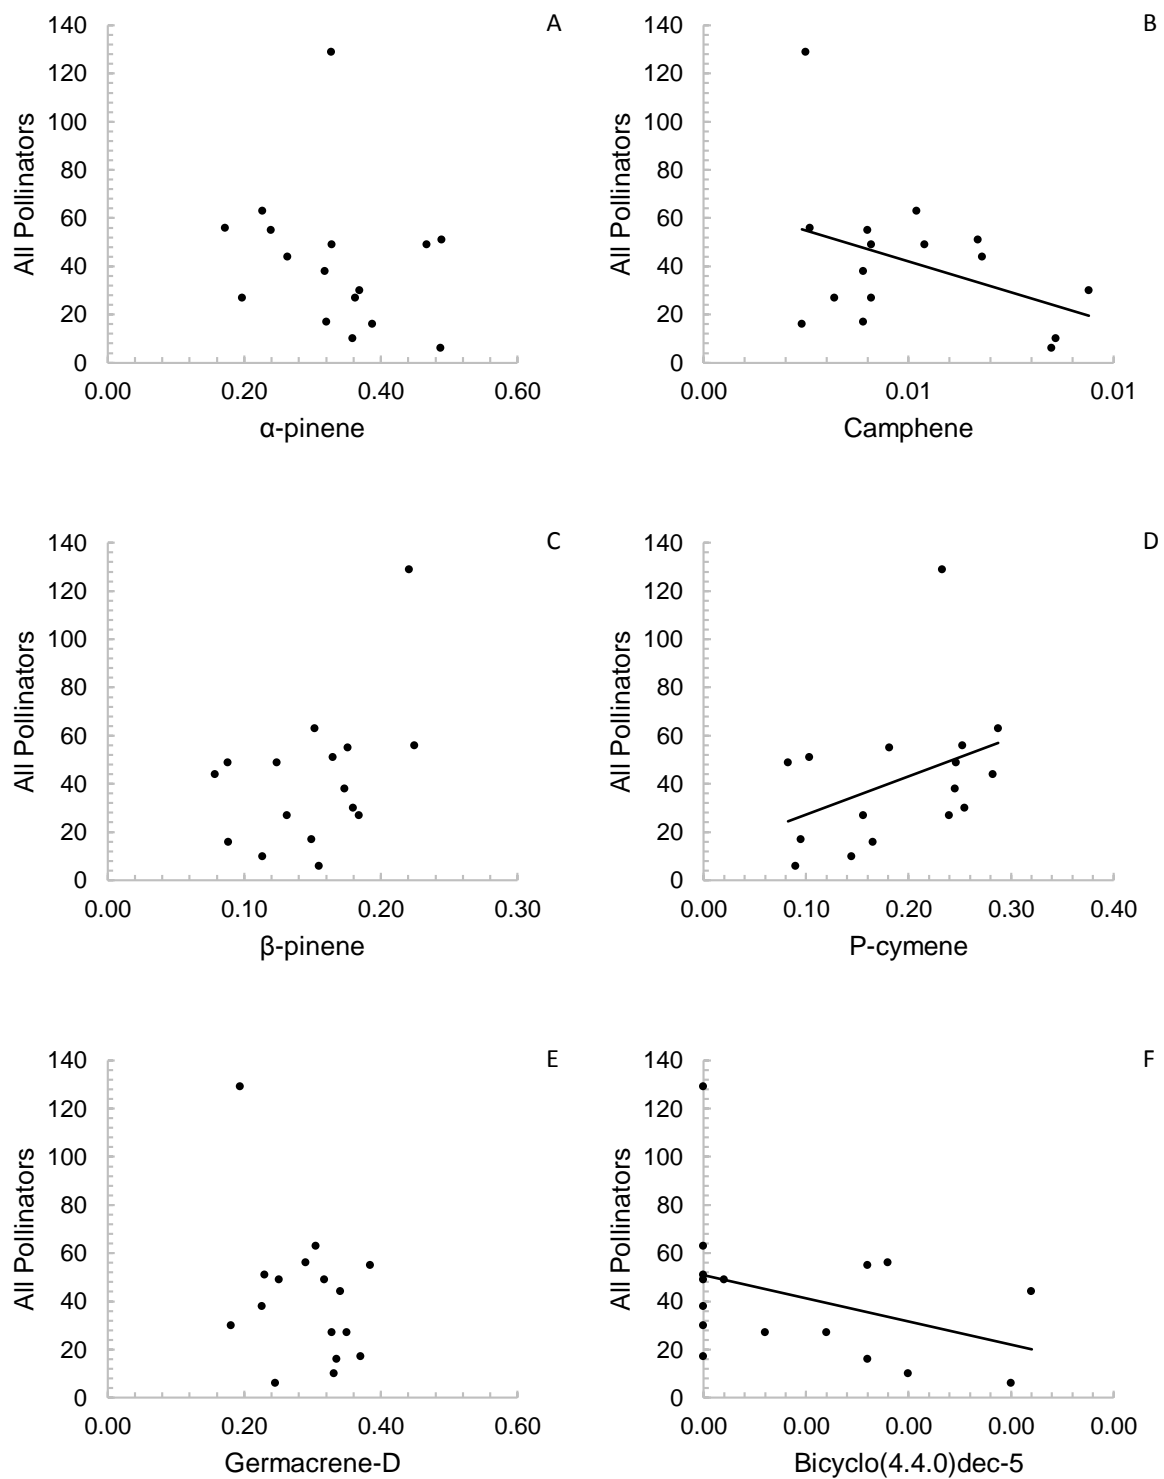 A
140
120
100
80
60
40
20
0
All Pollinators
0.00 0.20 0.40 0.60
α-pinene
B
140
120
100
80
60
40
20
0
All Pollinators
0.00 0.01 0.01
Camphene
C
140
120
100
80
60
40
20
0
All Pollinators
0.00 0.10 0.20 0.30
β-pinene
D
140
120
100
80
60
40
20
0
All Pollinators
0.00 0.10 0.20 0.30 0.40
P-cymene
E
140
120
100
80
60
40
20
0
All Pollinators
0.00 0.20 0.40 0.60
Germacrene-D
F
140
120
100
80
60
40
20
0
All Pollinators
0.00 0.00 0.00 0.00 0.00
Bicyclo(4.4.0)dec-5